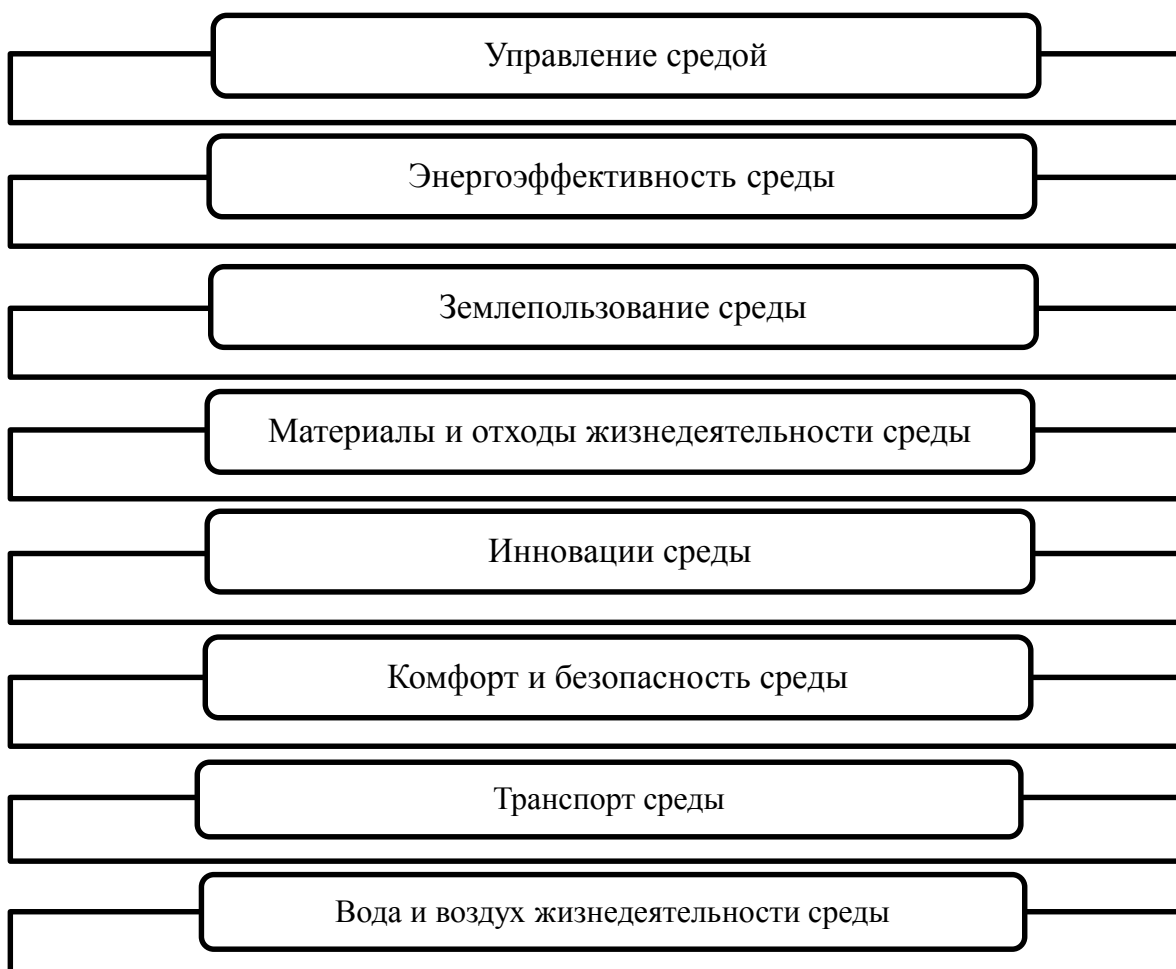 Управление средой
Энергоэффективность среды
Землепользование среды
Материалы и отходы жизнедеятельности среды
Инновации среды
Комфорт и безопасность среды
Транспорт среды
Вода и воздух жизнедеятельности среды